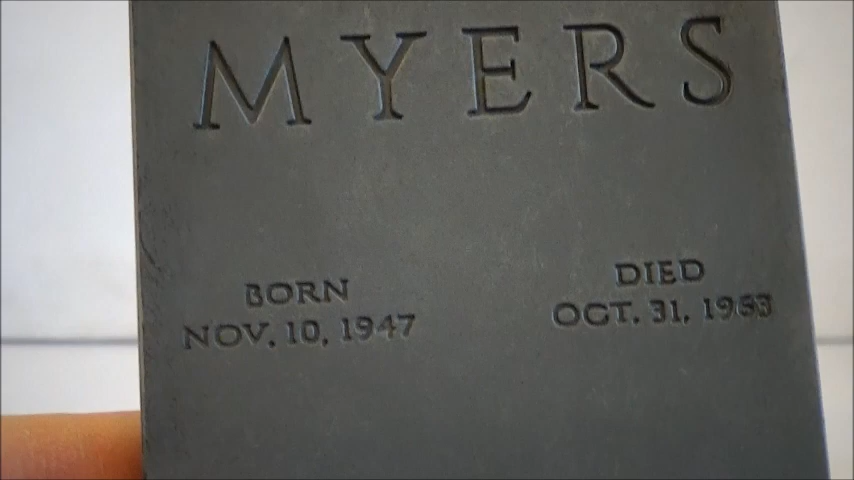 MYERS
BORN
NOV. 10, 1947
DIED
OCT. 31, 1963